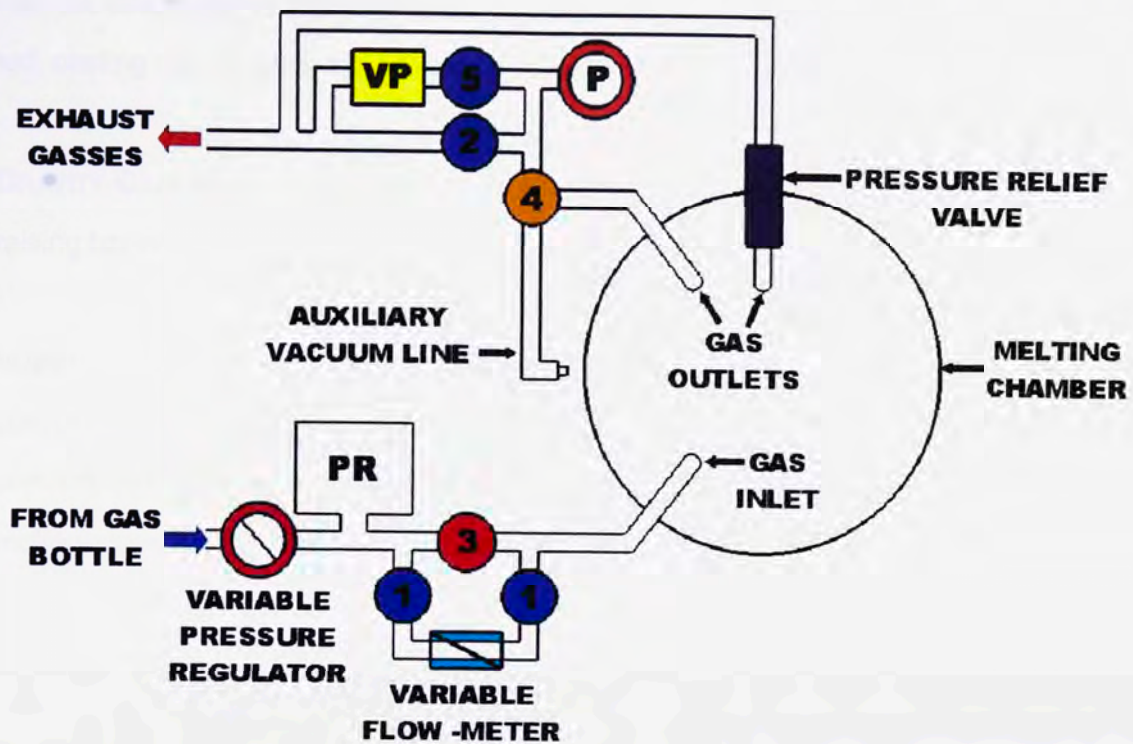 VP
5
P
EXHAUST
GASSES
2
4
PRESSURE RELIEF
VALVE
AUXILIARY
VACUUM LINE
GAS
OUTLETS
MELTING
CHAMBER
PR
GAS
INLET
FROM GAS
BOTTLE
3
1
1
VARIABLE
PRESSURE
REGULATOR
VARIABLE
FLOW -METER